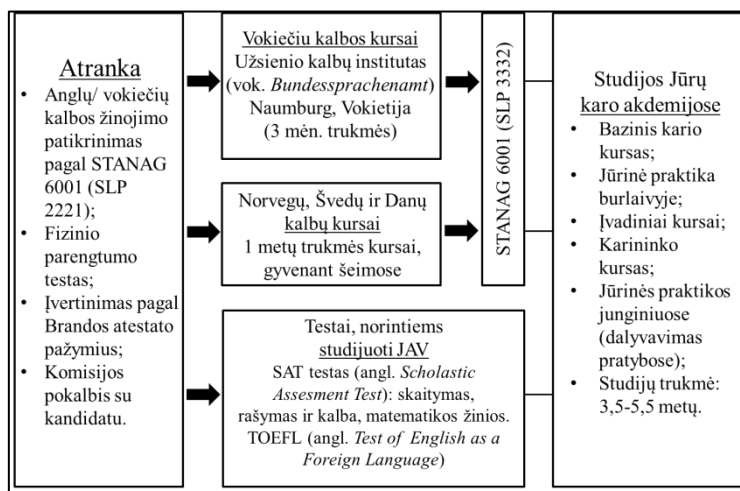 Atranka
• Anglų/ vokiečių
kalbos žinojimo
patikrinimas
pagal STANAG
6001 (SLP
2221);
• Fizinio
parengtumo
testas;
• Įvertinimas pagal
Brandos atestato
pažymius;
• Komisijos
pokalbis su
kandidatu.
Vokiečiu kalbos kursai
Užsienio kalbų institutas
(vok. Bundessprachenamt)
Naumburg, Vokietija
(3 mėn. trukmės)
Norvegų, Švedų ir Danų
kalbų kursai
1 metų trukmės kursai,
gyvenant šeimose
Testai, norintiems
studijuoti JAV
SAT testas (angl. Scholastic
Assesment Test): skaitymas,
rašymas ir kalba, matematikos žinios.
TOEFL (angl. Test of English as a
Foreign Language)
STANAG 6001 (SLP 3332)
Studijos Jūrų
karo akdemijose
• Bazinis kario
kursas;
• Jūrinė praktika
burlaivyje;
• Įvadiniai kursai;
• Karininko
kursas;
• Jūrinės praktikos
junginiuose
(dalyvavimas
pratybose);
• Studijų trukmė:
3,5-5,5 metų.